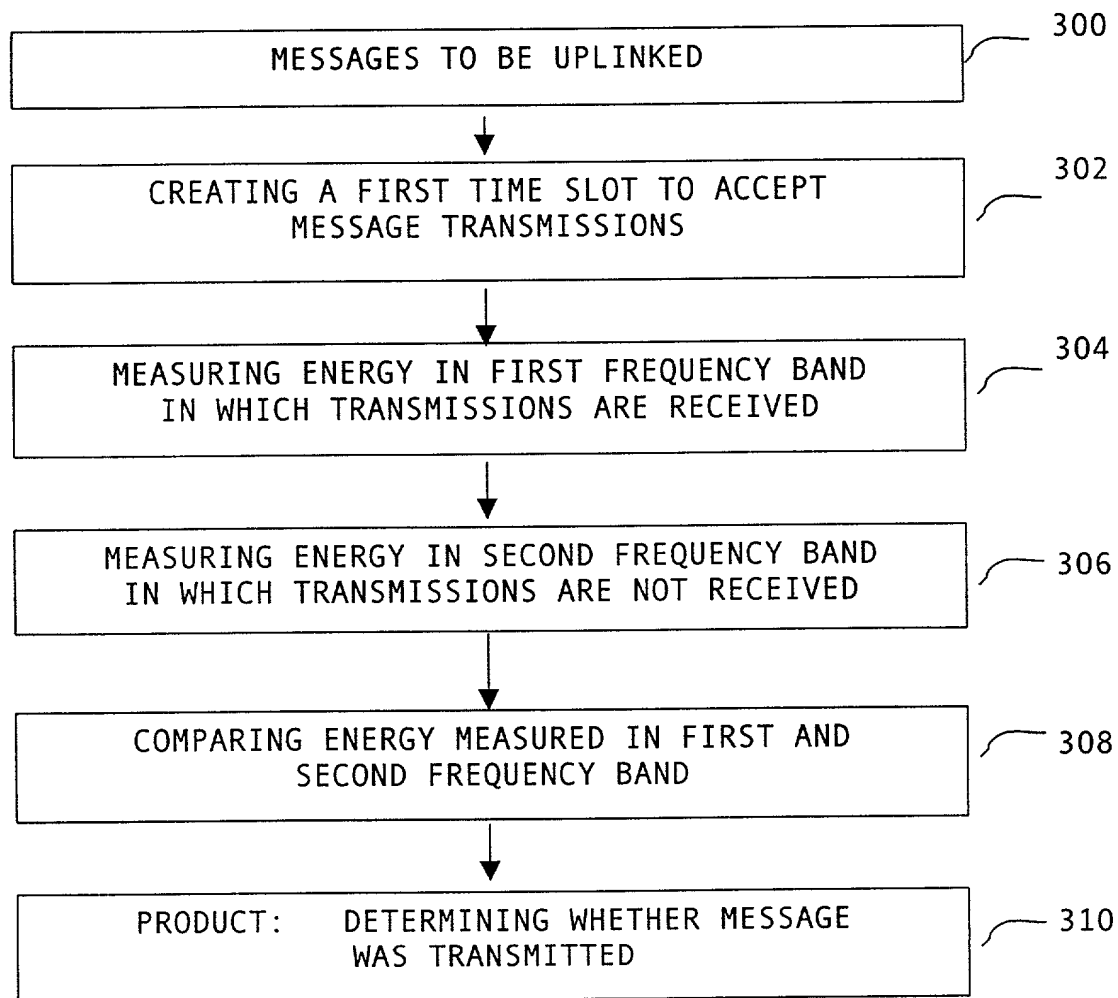 300
MESSAGES TO BE UPLINKED
302
CREATING A FIRST TIME SLOT TO ACCEPT
MESSAGE TRANSMISSIONS
304
MEASURING ENERGY IN FIRST FREQUENCY BAND
IN WHICH TRANSMISSIONS ARE RECEIVED
306
MEASURING ENERGY IN SECOND FREQUENCY BAND
IN WHICH TRANSMISSIONS ARE NOT RECEIVED
308
COMPARING ENERGY MEASURED IN FIRST AND
SECOND FREQUENCY BAND
310
PRODUCT: DETERMINING WHETHER MESSAGE
WAS TRANSMITTED